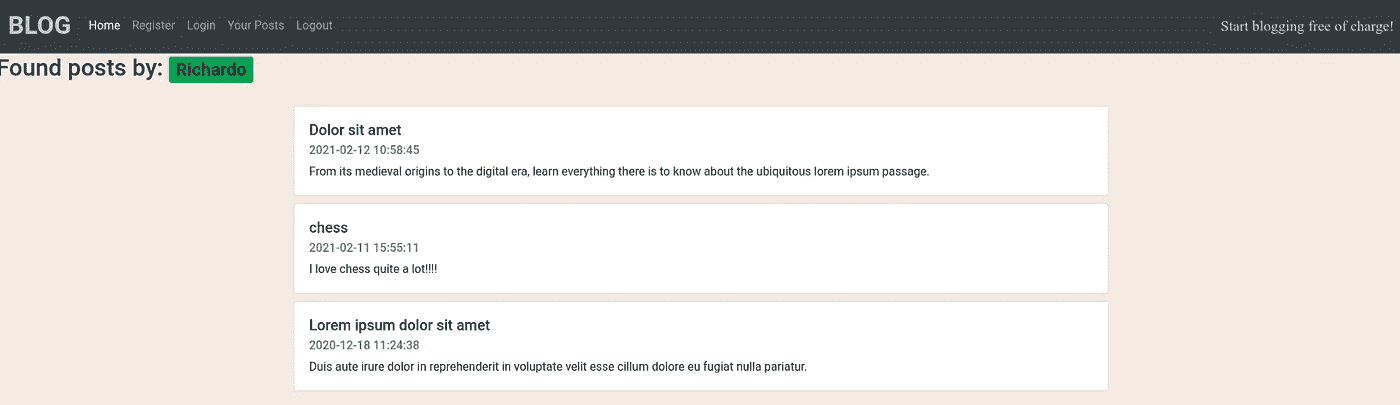 BLOG Home Register Login Your Posts Logout Start blogging free of charge!
Found posts by: Richardo
Dolor sit amet
2021-02-12 10:58:45
From its medieval origins to the digital era, learn everything there is to know about the ubiquitous lorem ipsum passage.
chess
2021-02-11 15:55:11
I love chess quite a lot!!!!
Lorem ipsum dolor sit amet
2020-12-18 11:24:38
Duis aute irure dolor in reprehenderit in voluptate velit esse cillum dolore eu fugiat nulla pariatur.